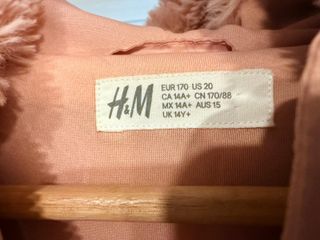 H&M
EUR 170 US 20
CA 14A+ CN 170/88
MX 14A+ AUS 15
UK 14Y+